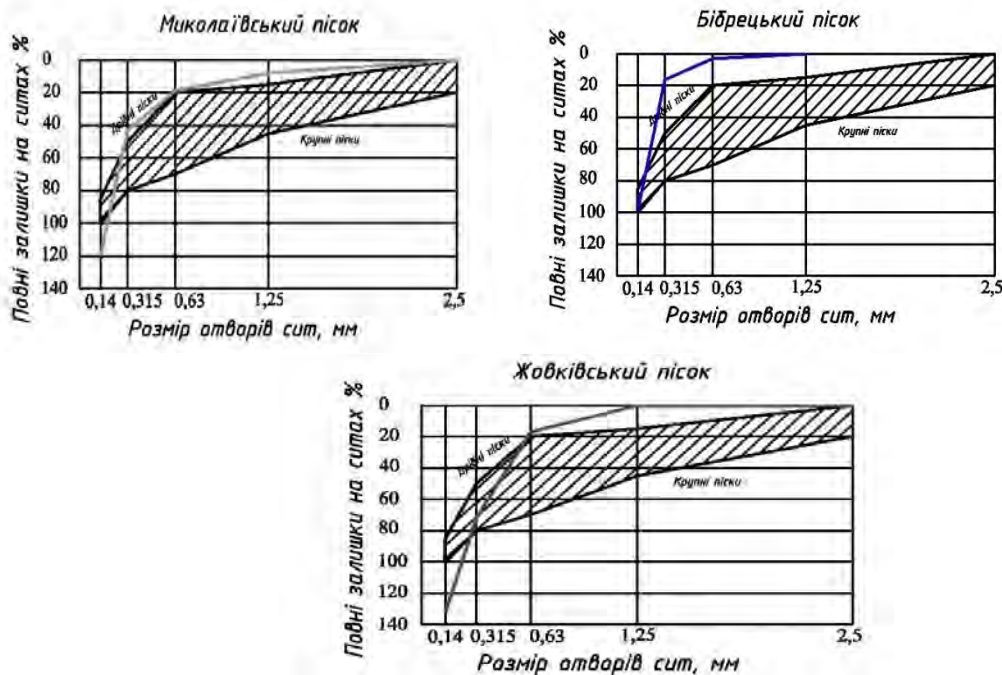 Миколаївський пісок
Повні залишки на ситах %
0
20
40
60
80
100
120
140
Дрібні піски
Крупні піски
0,14
0,315
0,63
1,25
2,5
Розмір отворів сит, мм
Бібрецький пісок
Повні залишки на ситах %
0
20
40
60
80
100
120
140
Дрібні піски
Крупні піски
0,14
0,315
0,63
1,25
2,5
Розмір отворів сит, мм
Жовківський пісок
Повні залишки на ситах %
0
20
40
60
80
100
120
140
Дрібні піски
Крупні піски
0,14
0,315
0,63
1,25
2,5
Розмір отворів сит, мм